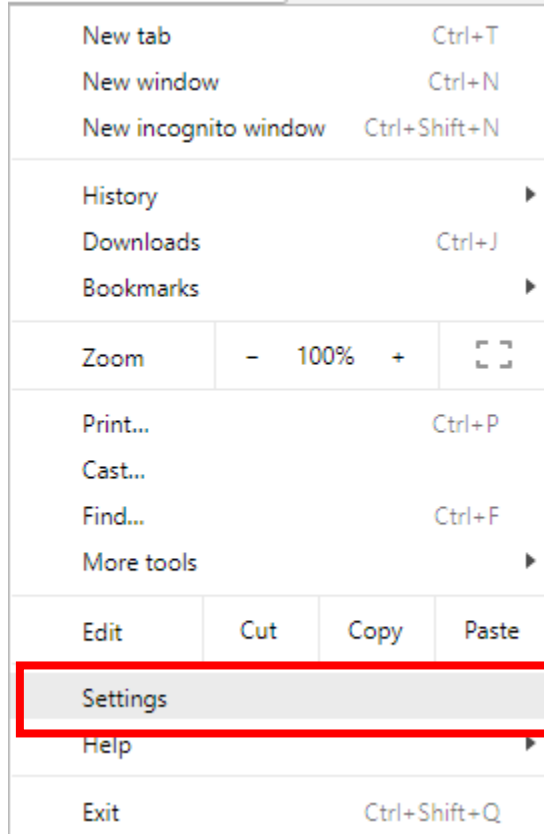 New tab Ctrl+T
New window Ctrl+N
New incognito window Ctrl+Shift+N
History
Downloads Ctrl+J
Bookmarks
Zoom − 100% +
Print... Ctrl+P
Cast...
Find... Ctrl+F
More tools
Edit Cut Copy Paste
Settings
Help
Exit Ctrl+Shift+Q